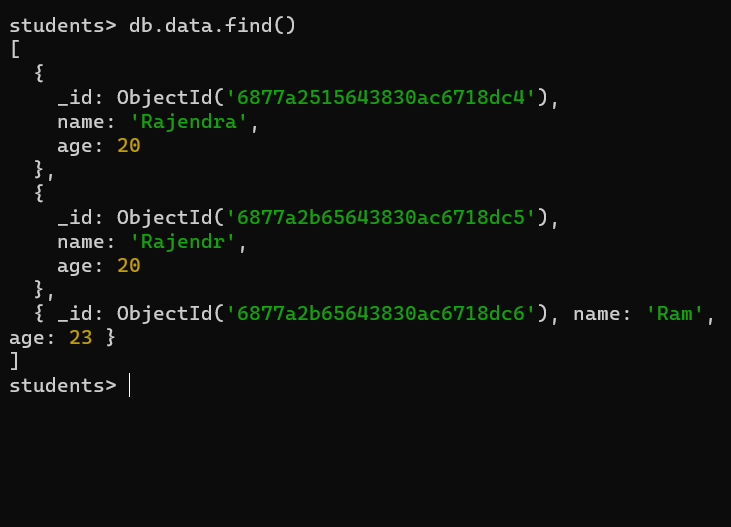 students> db.data.find()
[
  {
    _id: ObjectId('6877a2515643830ac6718dc4'),
    name: 'Rajendra',
    age: 20
  },
  {
    _id: ObjectId('6877a2b65643830ac6718dc5'),
    name: 'Rajendr',
    age: 20
  },
  { _id: ObjectId('6877a2b65643830ac6718dc6'), name: 'Ram',
age: 23 }
]
students>